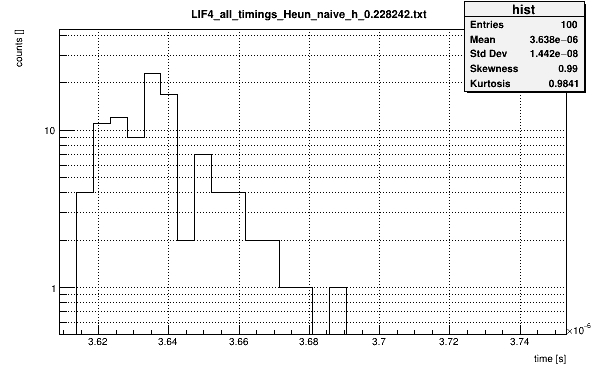 LIF4_all_timings_Heun_naive_h_0.228242.txt
hist
Entries 100
Mean 3.638e−06
Std Dev 1.442e−08
Skewness 0.99
Kurtosis 0.9841
counts []
10
1
3.62 3.64 3.66 3.68 3.7 3.72 3.74
×10⁻⁶
time [s]